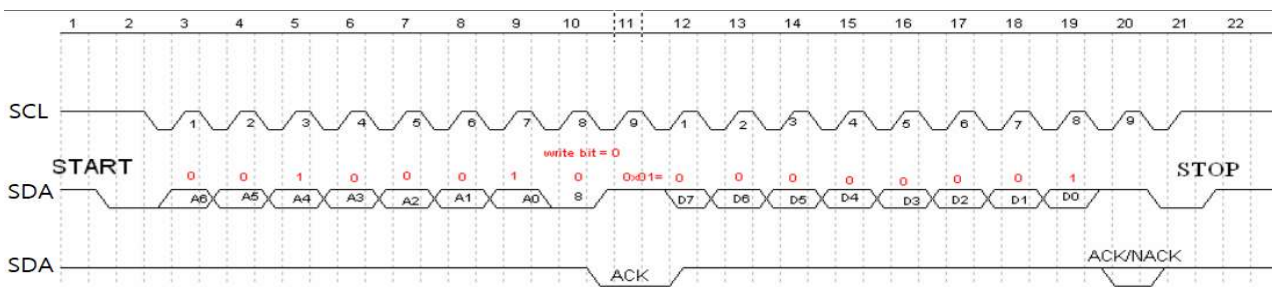 1 2 3 4 5 6 7 8 9 10 11 12 13 14 15 16 17 18 19 20 21 22
SCL 1 2 3 4 5 6 7 8 9 1 2 3 4 5 6 7 8 9
write bit = 0
START 0 0 1 0 0 0 1 0 0x01= 0 0 0 0 0 0 0 1 STOP
SDA A6 A5 A4 A3 A2 A1 A0 8 D7 D6 D5 D4 D3 D2 D1 D0
ACK/NACK
SDA ACK